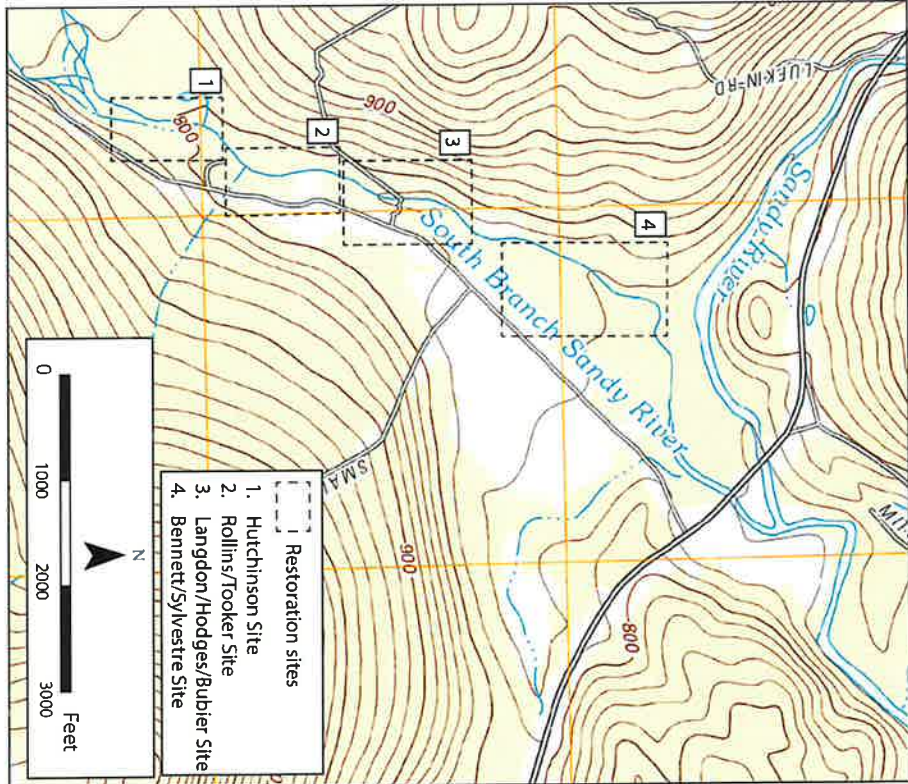 LUEKIN RD
Sandy River
1
800
2
900
3
4
South Branch Sandy River
SMAL
900
800
Restoration sites
1. Hutchinson Site
2. Rollins/Tooker Site
3. Langdon/Hodges/Bubier Site
4. Bennett/Sylvestre Site
N
0 1000 2000 3000
Feet